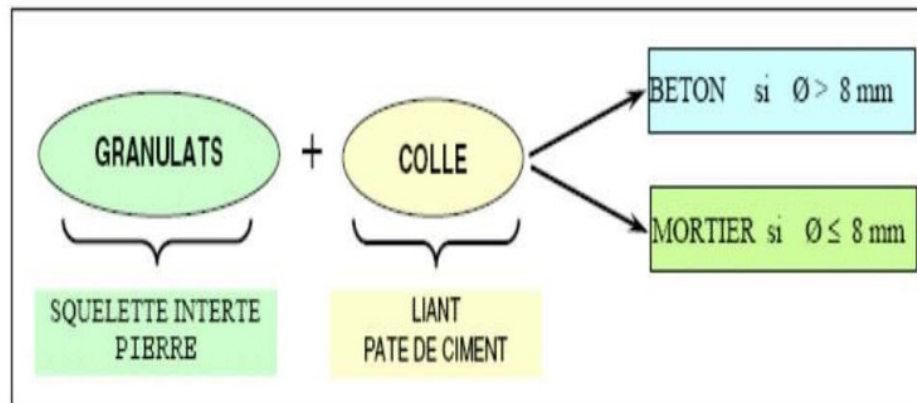 BETON si Ø > 8 mm
GRANULATS + COLLE
MORTIER si Ø ≤ 8 mm
SQUELETTE INTERTE
PIERRE
LIANT
PATE DE CIMENT